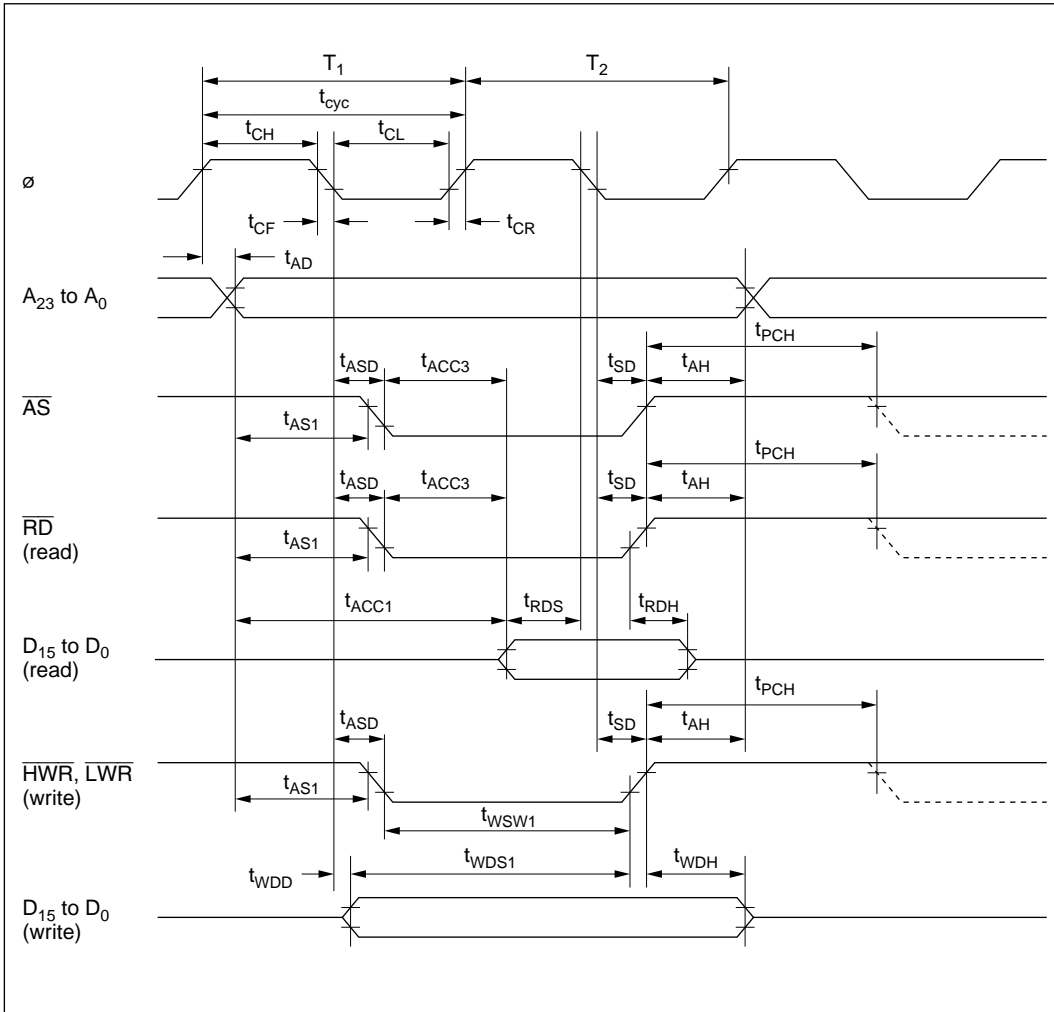 T1 T2
tcyc
tCH tCL
ø
tCF tCR
tAD
A23 to A0
tPCH
tASD tACC3 tSD tAH
AS
tAS1
tPCH
tASD tACC3 tSD tAH
RD
(read)
tAS1
tACC1 tRDS tRDH
D15 to D0
(read)
tPCH
tASD tSD tAH
HWR, LWR
(write)
tAS1
tWSW1
tWDD tWDS1 tWDH
D15 to D0
(write)